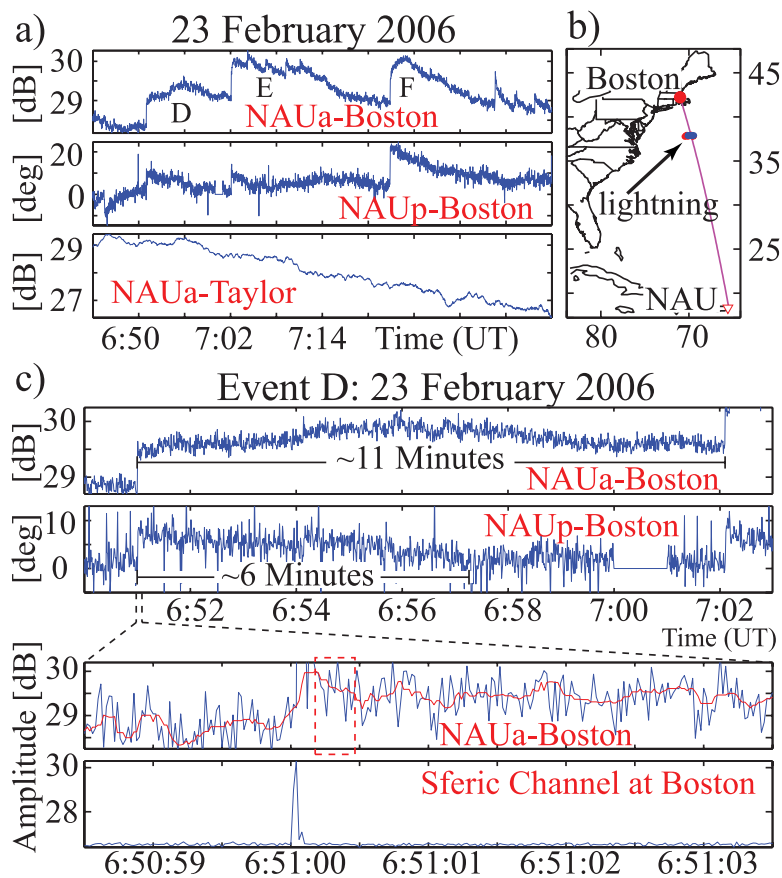 a)
23 February 2006
30
29
[dB]
D
E
F
NAUa-Boston
20
0
[deg]
NAUp-Boston
29
27
[dB]
NAUa-Taylor
6:50 7:02 7:14 Time (UT)
b)
Boston
lightning
NAU
45
35
25
80 70
c)
Event D: 23 February 2006
30
29
[dB]
~11 Minutes
NAUa-Boston
10
0
[deg]
NAUp-Boston
~6 Minutes
6:52 6:54 6:56 6:58 7:00 7:02
Time (UT)
Amplitude [dB]
30
29
NAUa-Boston
30
28
Sferic Channel at Boston
6:50:59 6:51:00 6:51:01 6:51:02 6:51:03